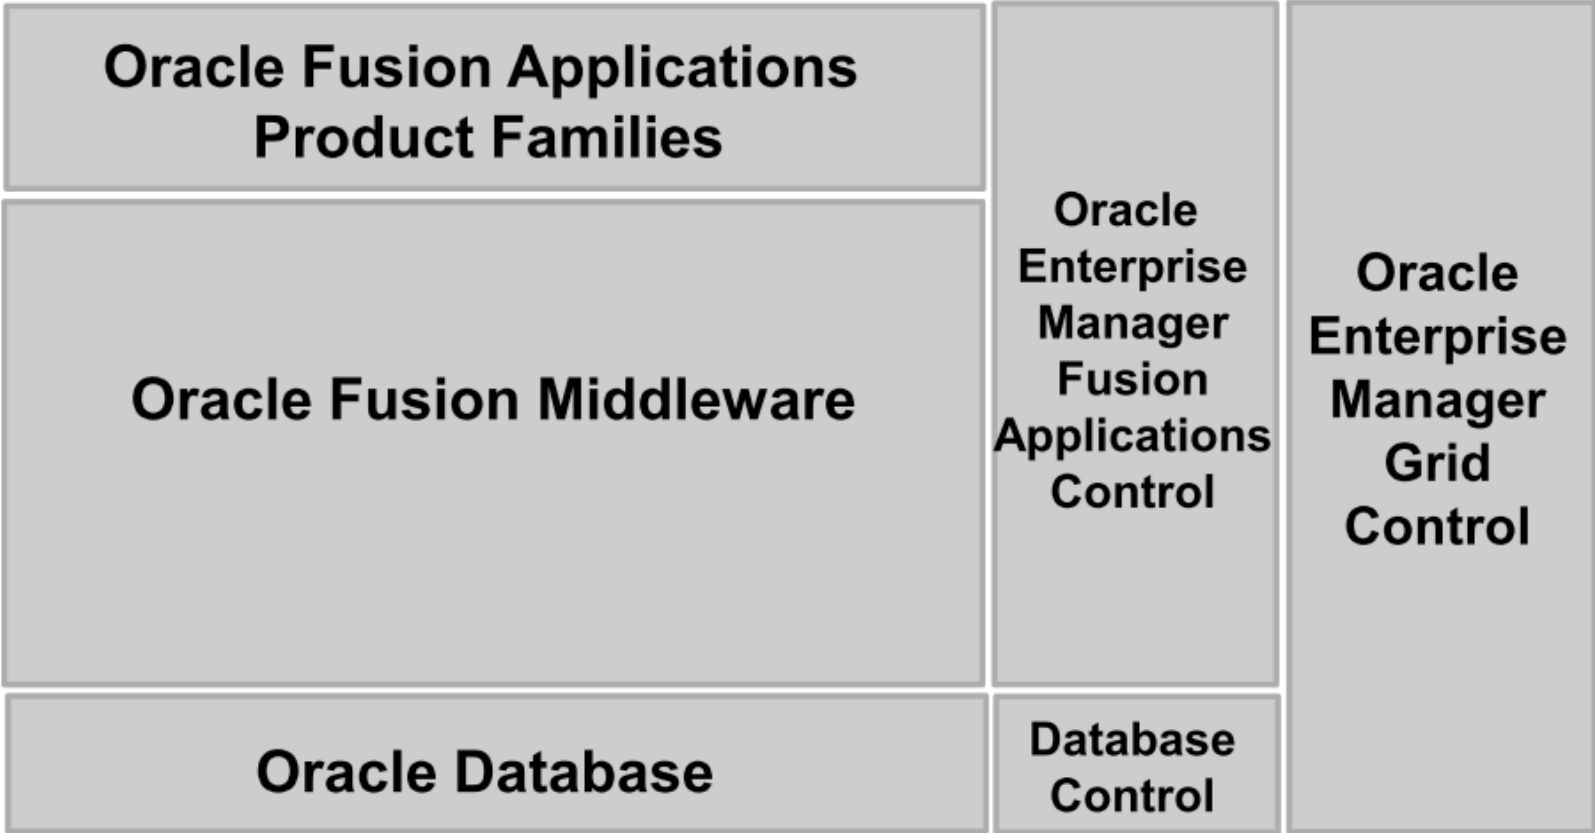 Oracle Fusion Applications
Product Families
Oracle Fusion Middleware
Oracle Database
Oracle
Enterprise
Manager
Fusion
Applications
Control
Database
Control
Oracle
Enterprise
Manager
Grid
Control